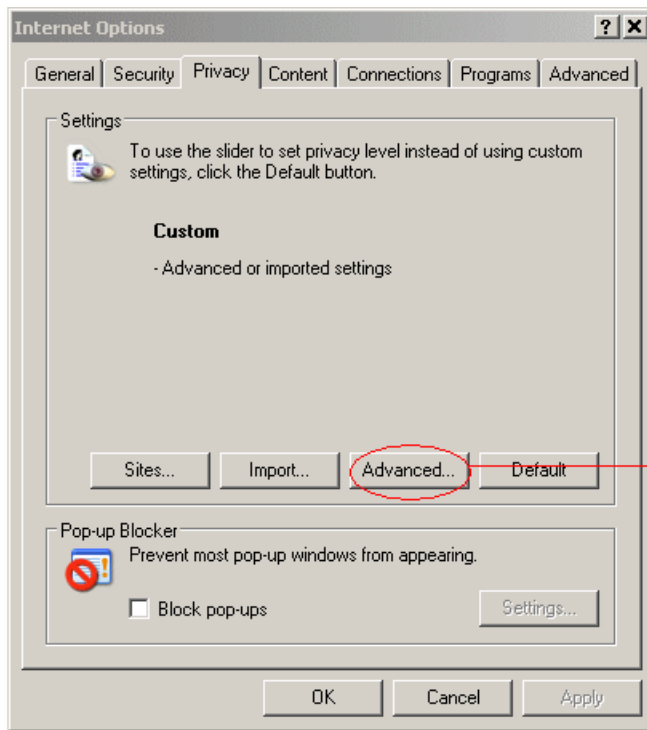 Internet Options
General Security Privacy Content Connections Programs Advanced
Settings
To use the slider to set privacy level instead of using custom
settings, click the Default button.
Custom
- Advanced or imported settings
Sites... Import... Advanced... Default
Pop-up Blocker
Prevent most pop-up windows from appearing.
Block pop-ups Settings...
OK Cancel Apply